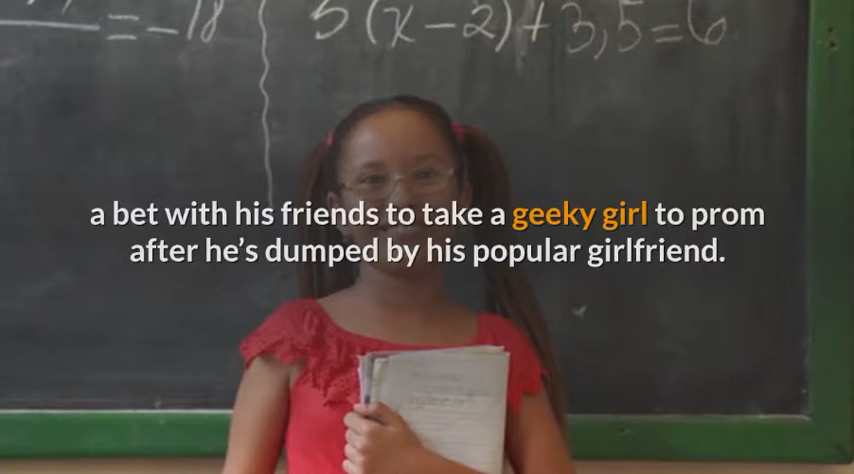 = -18
5(x-2)+3,5=6
a bet with his friends to take a geeky girl to prom
after he’s dumped by his popular girlfriend.